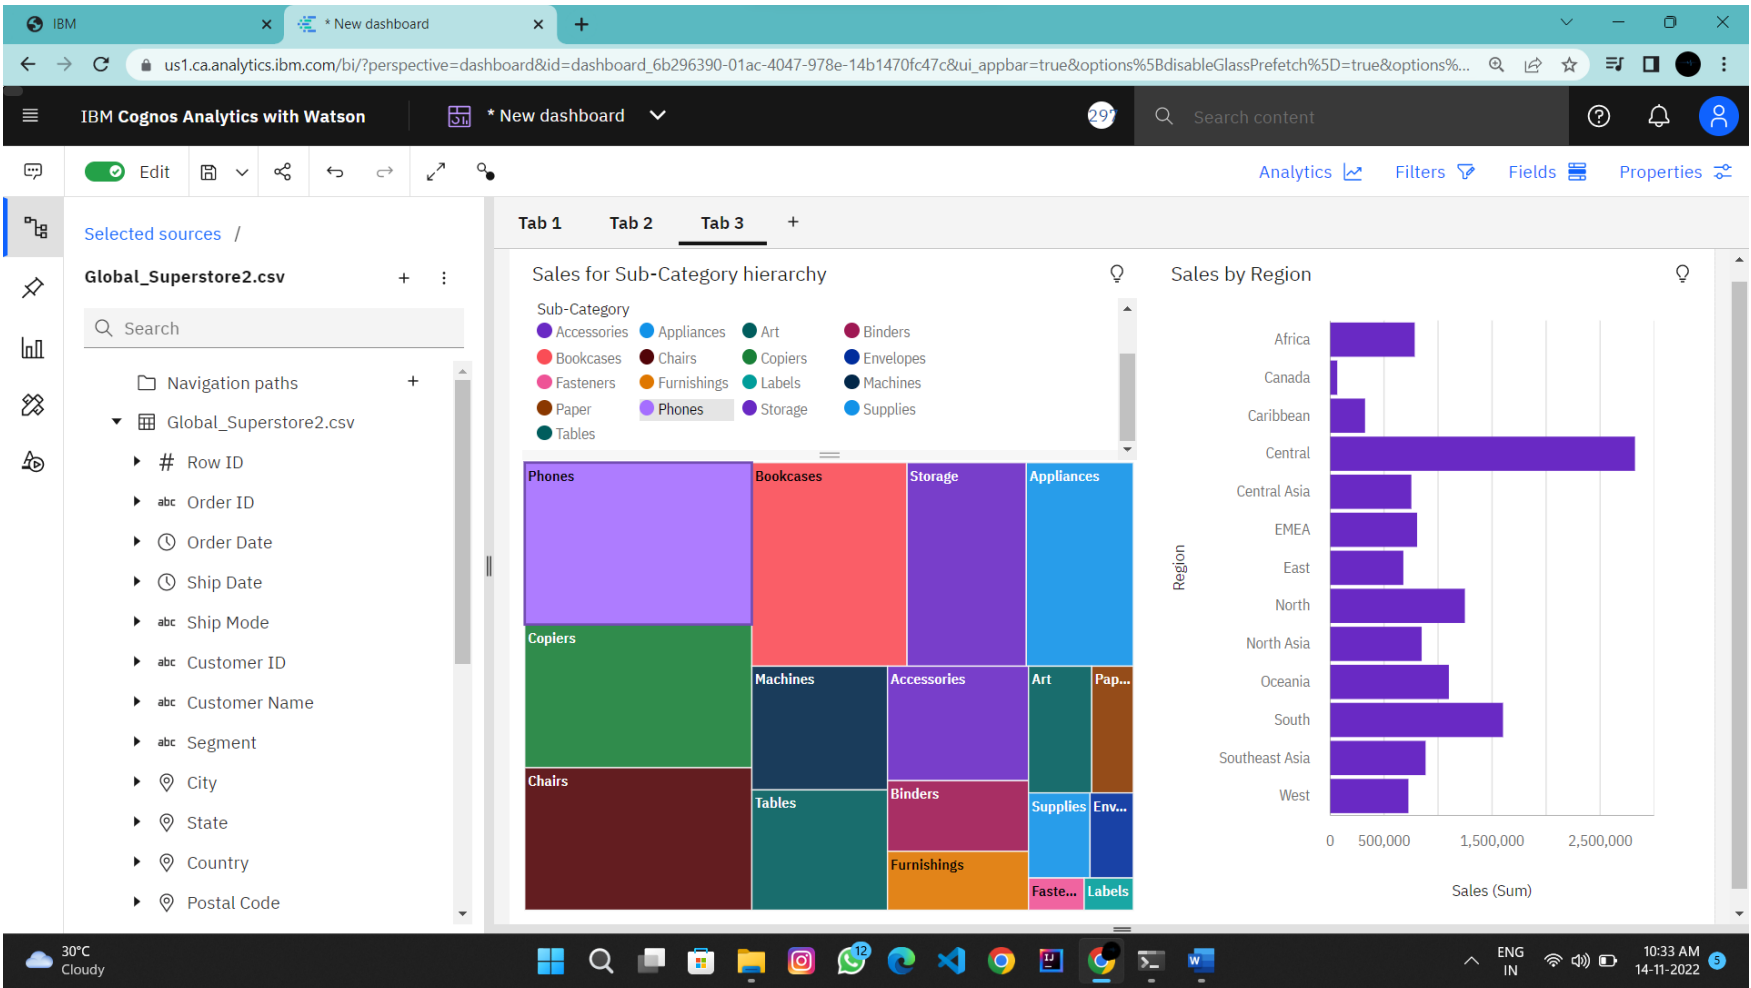 IBM
* New dashboard
us1.ca.analytics.ibm.com/bi/?perspective=dashboard&id=dashboard_6b296390-01ac-4047-978e-14b1470fc47c&ui_appbar=true&options%5BdisableGlassPrefetch%5D=true&options%...
IBM Cognos Analytics with Watson
* New dashboard
297
Search content
Edit
Analytics
Filters
Fields
Properties
Selected sources /
Global_Superstore2.csv
Search
Navigation paths
Global_Superstore2.csv
Row ID
abc Order ID
Order Date
Ship Date
abc Ship Mode
abc Customer ID
abc Customer Name
abc Segment
City
State
Country
Postal Code
Tab 1 Tab 2 Tab 3
Sales for Sub-Category hierarchy
Sub-Category
Accessories Appliances Art Binders
Bookcases Chairs Copiers Envelopes
Fasteners Furnishings Labels Machines
Paper Phones Storage Supplies
Tables
Phones
Bookcases
Storage
Appliances
Copiers
Machines
Accessories
Art
Pap...
Chairs
Tables
Binders
Supplies
Env...
Furnishings
Faste...
Labels
Sales by Region
Region
Africa
Canada
Caribbean
Central
Central Asia
EMEA
East
North
North Asia
Oceania
South
Southeast Asia
West
0 500,000 1,500,000 2,500,000
Sales (Sum)
30°C
Cloudy
12
ENG
IN
10:33 AM
14-11-2022
5